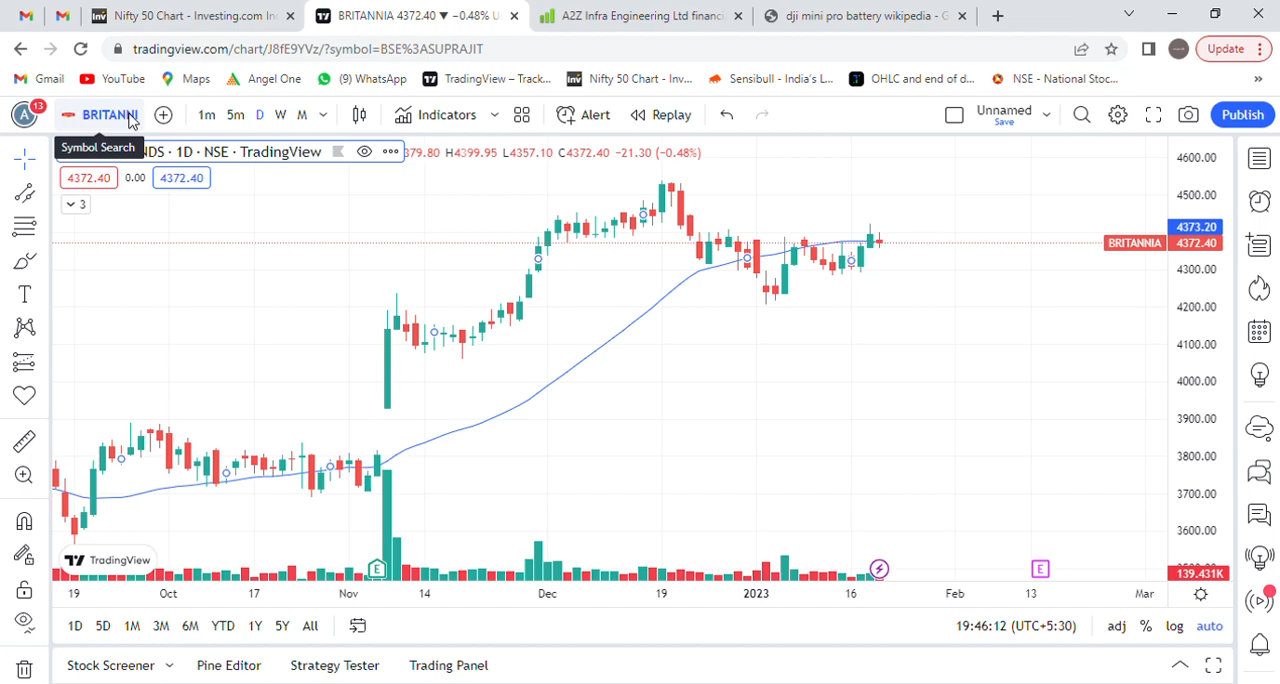 Nifty 50 Chart - Investing.com In
BRITANNIA 4372.40 ▼ −0.48% U
A2Z Infra Engineering Ltd financi
dji mini pro battery wikipedia - G
tradingview.com/chart/J8fE9YVz/?symbol=BSE%3ASUPRAJIT
Update
Gmail
YouTube
Maps
Angel One
(9) WhatsApp
TradingView – Track...
Nifty 50 Chart - Inv...
Sensibull - India's L...
OHLC and end of d...
NSE - National Stoc...
»
A
13
BRITANNI
1m
5m
D
W
M
Indicators
Alert
Replay
Unnamed
Save
Publish
Symbol Search
NDS · 1D · NSE · TradingView
379.80 H4399.95 L4357.10 C4372.40 −21.30 (−0.48%)
4372.40
0.00
4372.40
3
4600.00
4500.00
4373.20
BRITANNIA 4372.40
4300.00
4200.00
4100.00
4000.00
3900.00
3800.00
3700.00
3600.00
139.431K
TradingView
E
E
19
Oct
17
Nov
14
Dec
19
2023
16
Feb
13
Mar
1D
5D
1M
3M
6M
YTD
1Y
5Y
All
19:46:12 (UTC+5:30)
adj
%
log
auto
Stock Screener
Pine Editor
Strategy Tester
Trading Panel